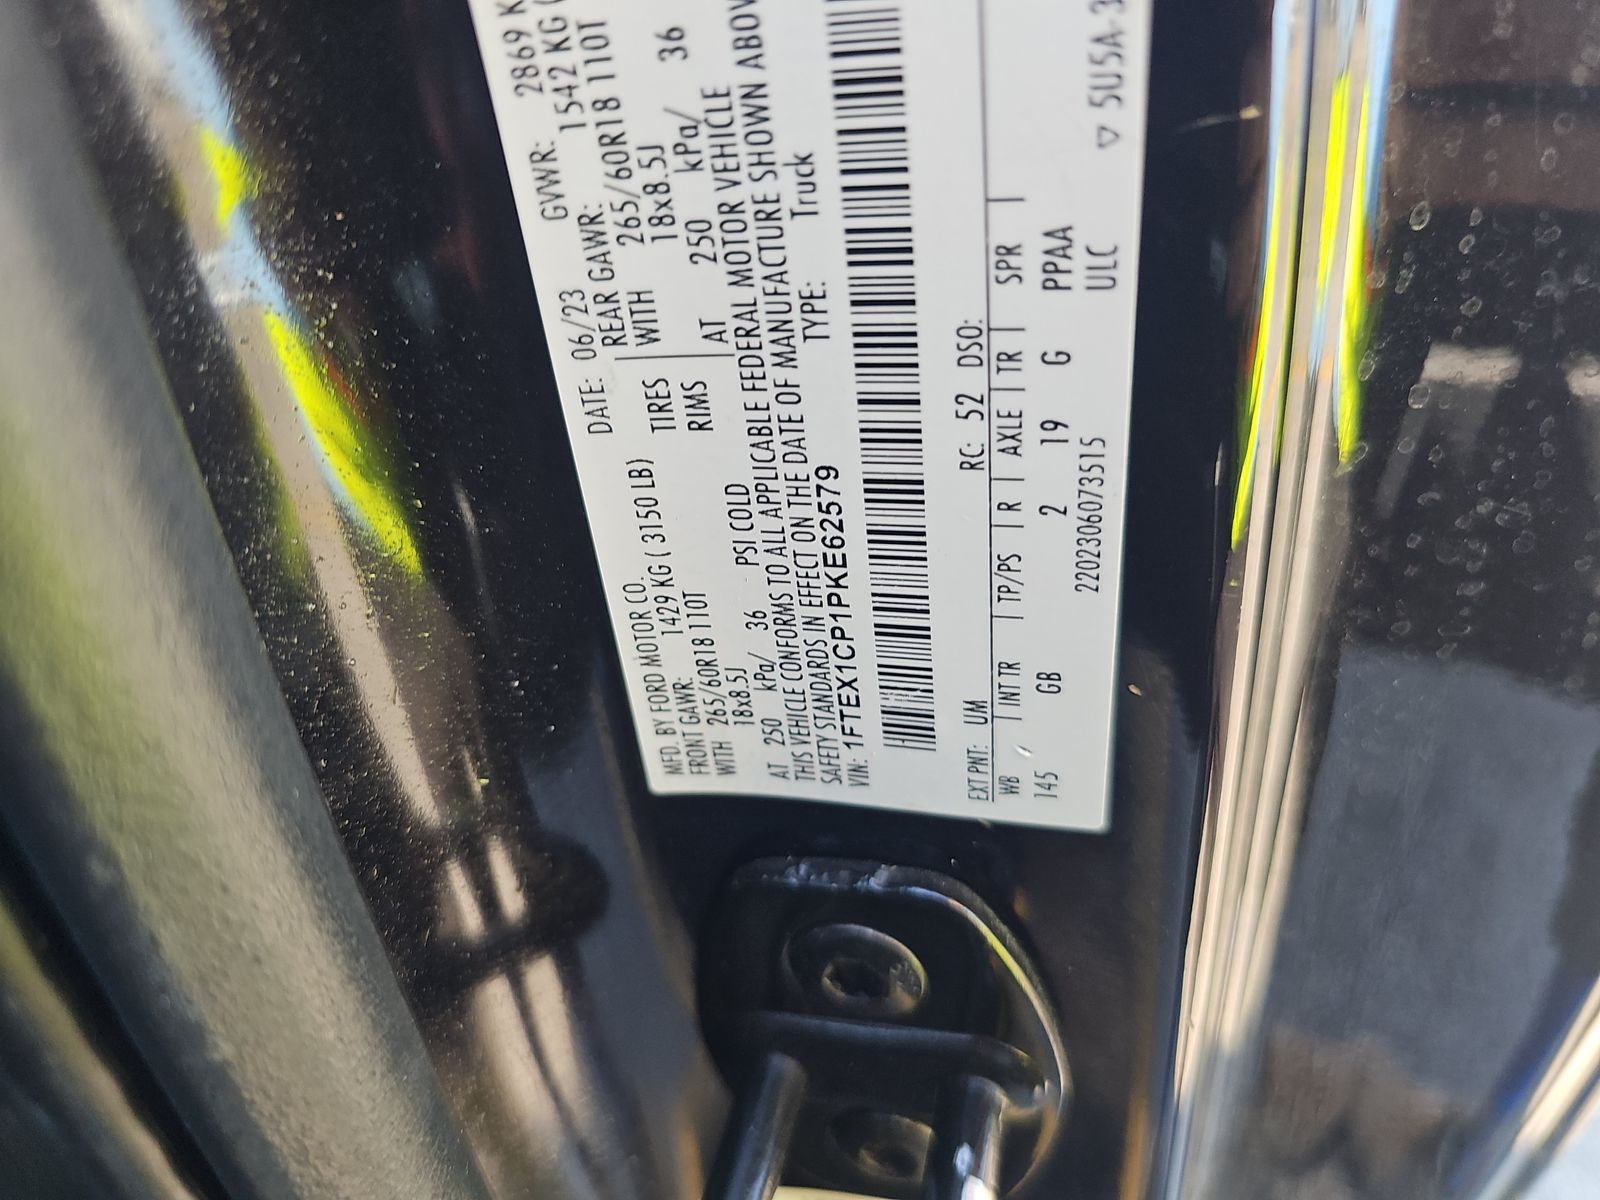 MFD. BY FORD MOTOR CO.
DATE: 06/23 GVWR: 2869 K
FRONT GAWR: 1429 KG ( 3150 LB) REAR GAWR: 1542 KG (
WITH 265/60R18 110T TIRES WITH 265/60R18 110T
18x8.5J RIMS 18x8.5J
AT 250 kPa/ 36 PSI COLD AT 250 kPa/ 36
THIS VEHICLE CONFORMS TO ALL APPLICABLE FEDERAL MOTOR VEHICLE
SAFETY STANDARDS IN EFFECT ON THE DATE OF MANUFACTURE SHOWN ABOV
VIN: 1FTEX1CP1PKE62579 TYPE: Truck
EXT PNT: UM RC: 52 DSO:
WB | INT TR | TP/PS | R | AXLE | TR | SPR |
145 GB 2 19 G PPAA
220230607351​5 ULC ▽ 5U5A-3